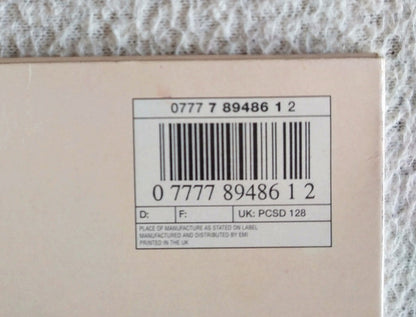 0777 7 89486 1 2
0 7777 89486 1 2
D: F: UK: PCSD 128
PLACE OF MANUFACTURE AS STATED ON LABEL
MANUFACTURED AND DISTRIBUTED BY EMI
PRINTED IN THE UK